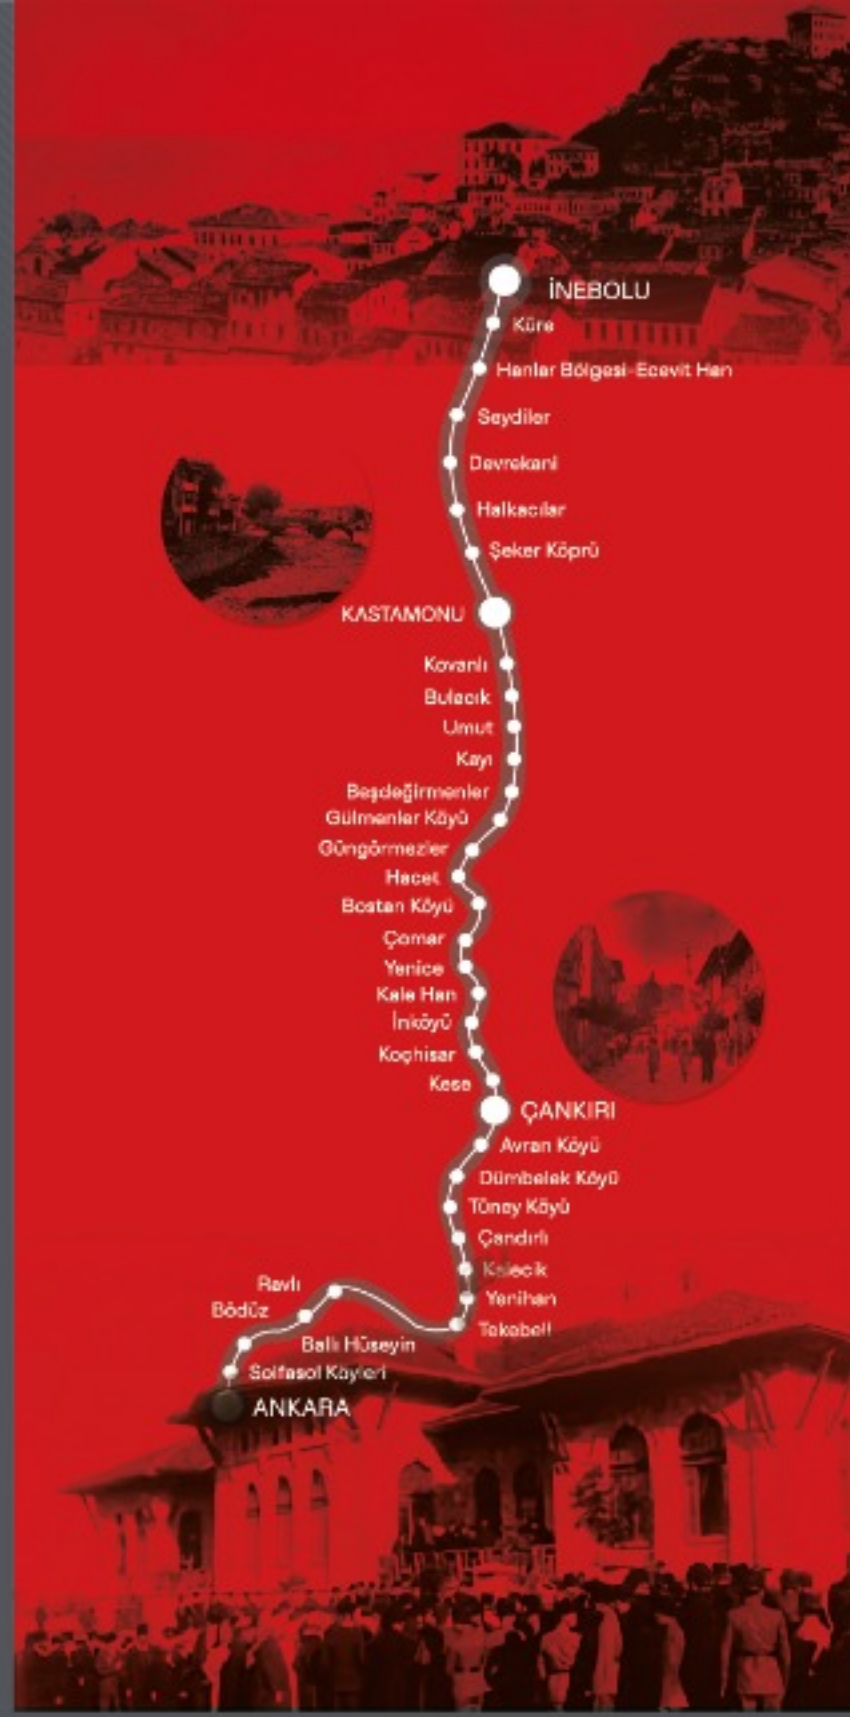 İNEBOLU
Küre
Hanlar Bölgesi-Ecevit Han
Seydiler
Devrekani
Halkacılar
Şeker Köprü
KASTAMONU
Kovanlı
Bulacık
Umut
Kayı
Beşdeğirmenler
Gülmenler Köyü
Güngörmezler
Hacet
Bostan Köyü
Çomar
Yenice
Kale Han
İnköyü
Koçhisar
Kese
ÇANKIRI
Avran Köyü
Dümbelek Köyü
Tüney Köyü
Çandırlı
Kalecik
Yenihan
Tekebeli
Ravlı
Bödüz
Ballı Hüseyin
Solfasol Köyleri
ANKARA